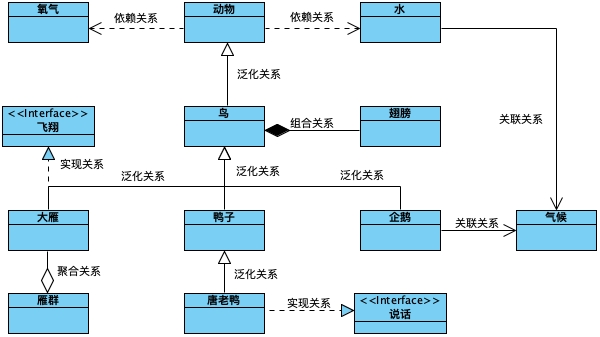 氧气
依赖关系
动物
依赖关系
水
泛化关系
关联关系
<<Interface>>
飞翔
鸟
组合关系
翅膀
实现关系
泛化关系
泛化关系
泛化关系
大雁
鸭子
企鹅
关联关系
气候
聚合关系
泛化关系
雁群
唐老鸭
实现关系
<<Interface>>
说话